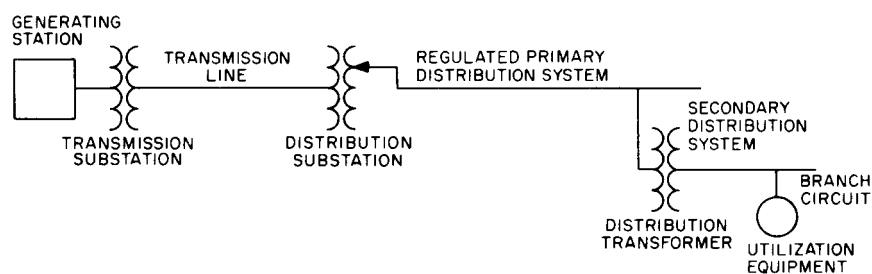 GENERATING
STATION
TRANSMISSION
LINE
TRANSMISSION
SUBSTATION
DISTRIBUTION
SUBSTATION
REGULATED PRIMARY
DISTRIBUTION SYSTEM
SECONDARY
DISTRIBUTION
SYSTEM
DISTRIBUTION
TRANSFORMER
BRANCH
CIRCUIT
UTILIZATION
EQUIPMENT